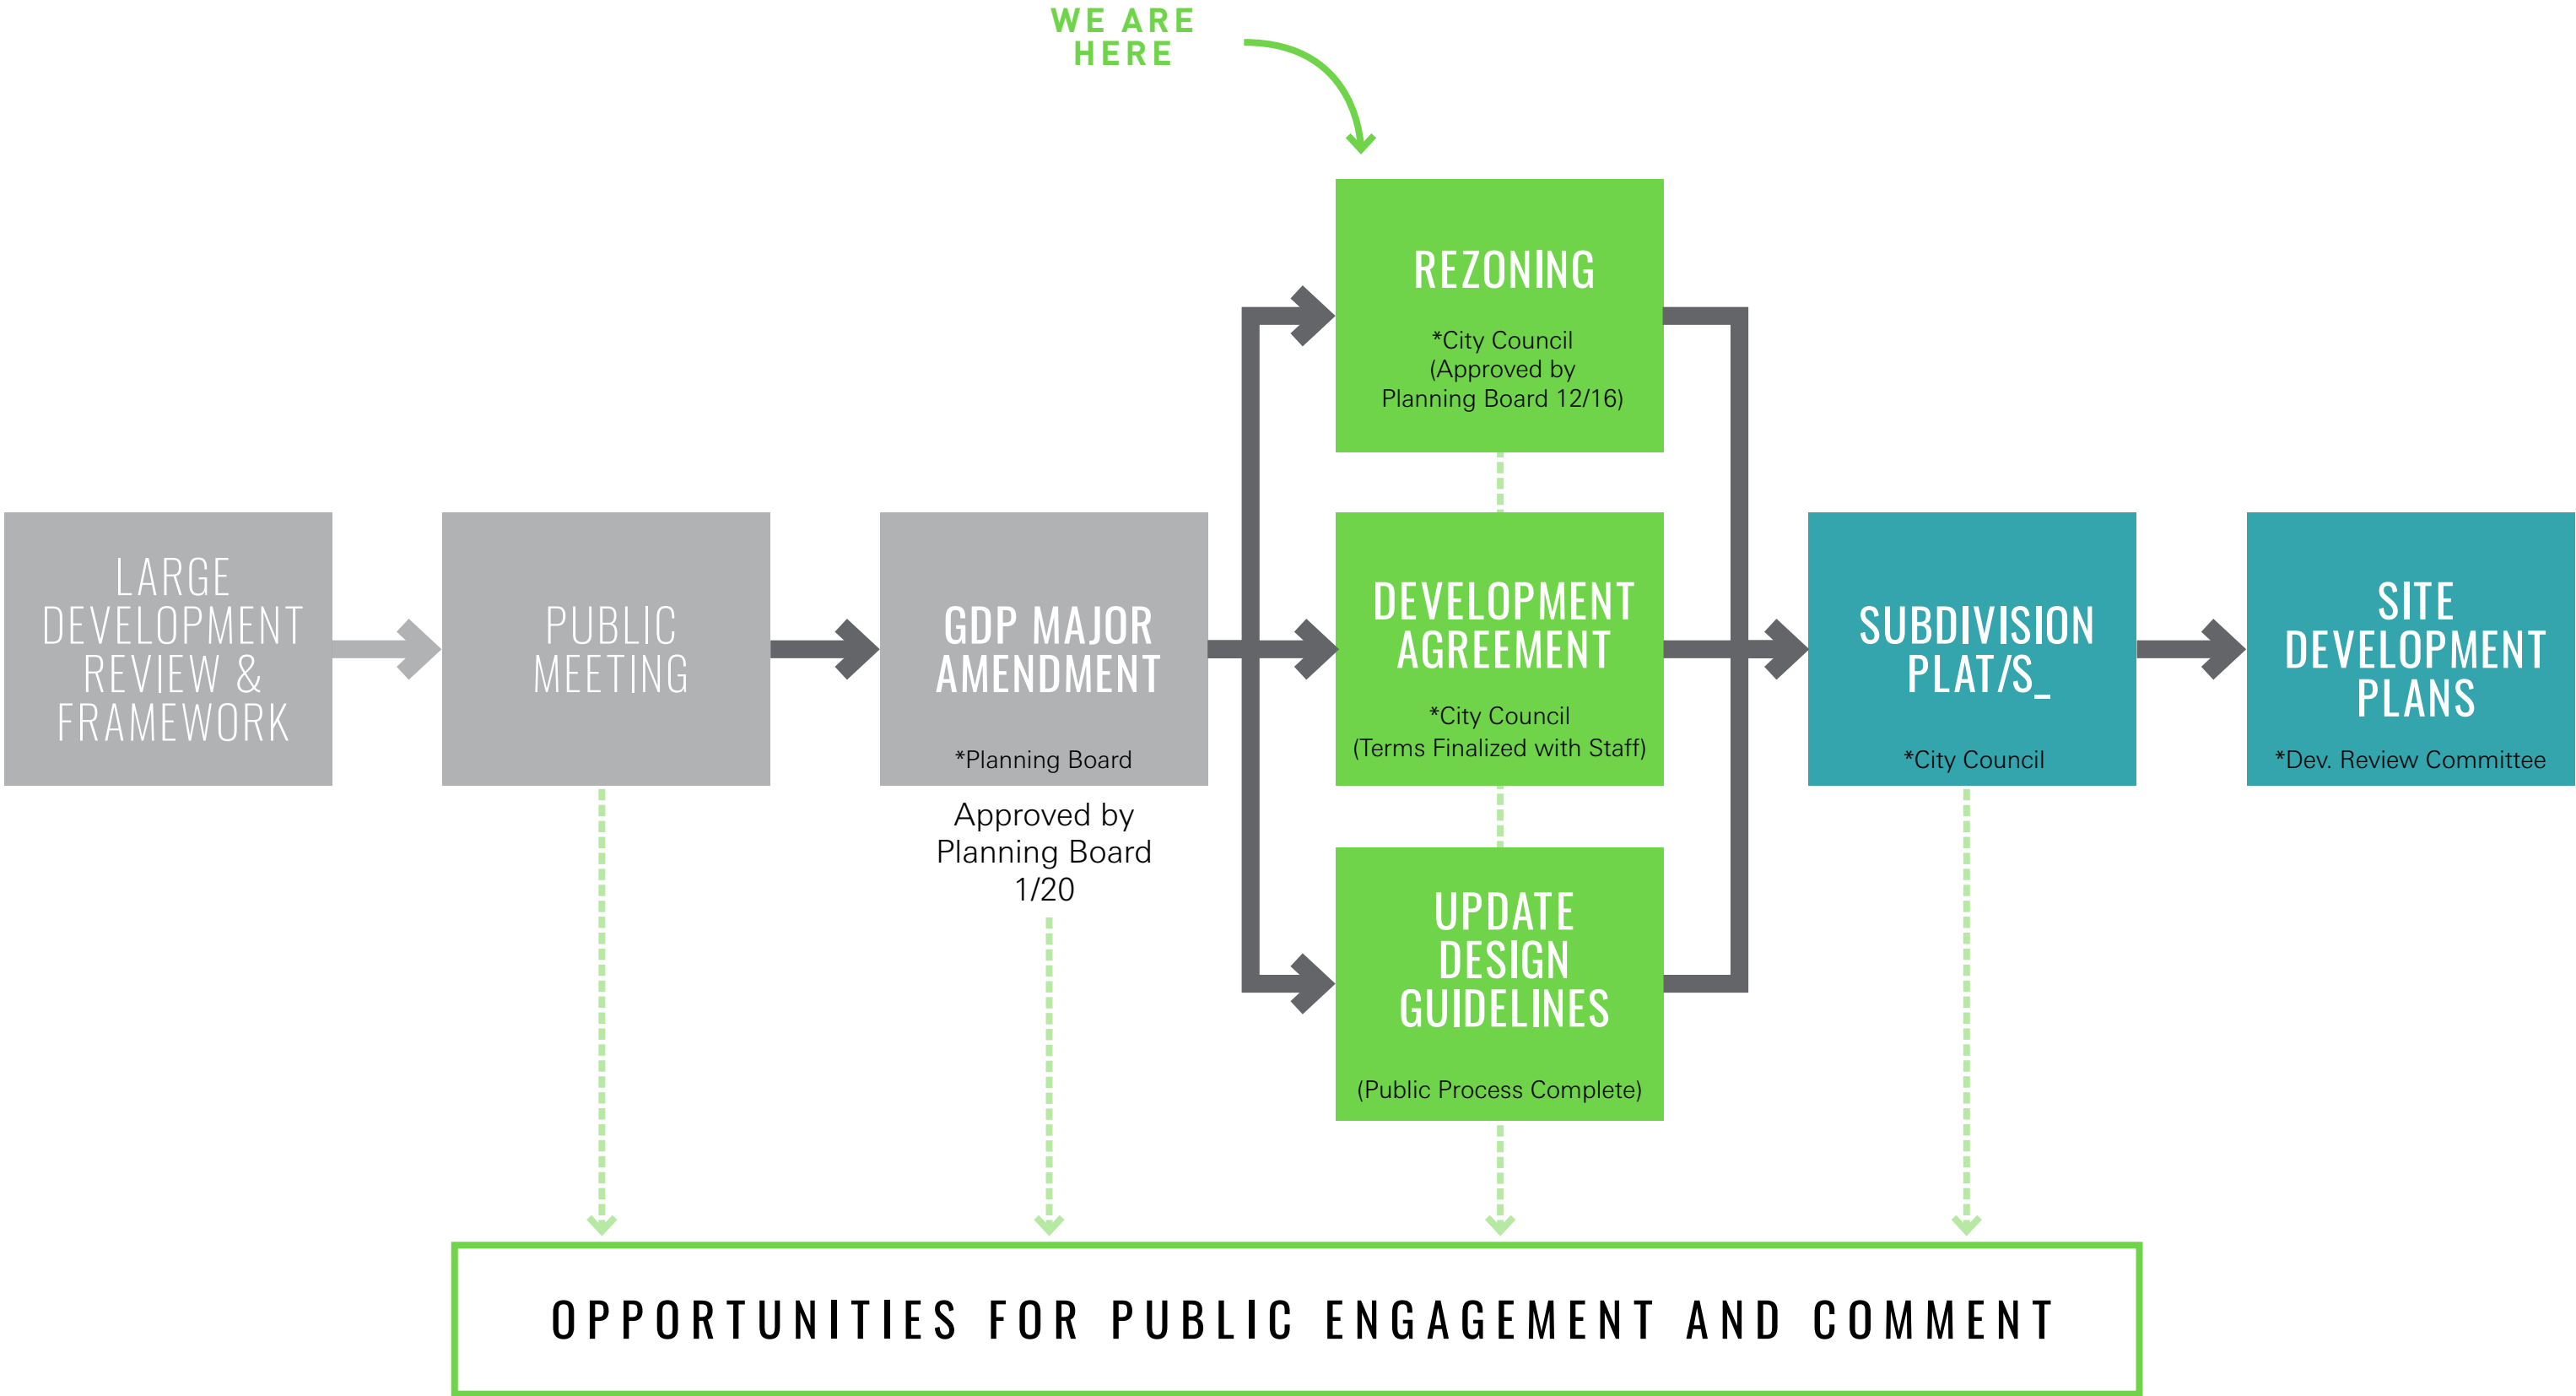 WE ARE
HERE
LARGE
DEVELOPMENT
REVIEW &
FRAMEWORK
PUBLIC
MEETING
GDP MAJOR
AMENDMENT
*Planning Board
Approved by
Planning Board
1/20
REZONING
*City Council
(Approved by
Planning Board 12/16)
DEVELOPMENT
AGREEMENT
*City Council
(Terms Finalized with Staff)
UPDATE
DESIGN
GUIDELINES
(Public Process Complete)
SUBDIVISION
PLAT/S_
*City Council
SITE
DEVELOPMENT
PLANS
*Dev. Review Committee
OPPORTUNITIES FOR PUBLIC ENGAGEMENT AND COMMENT